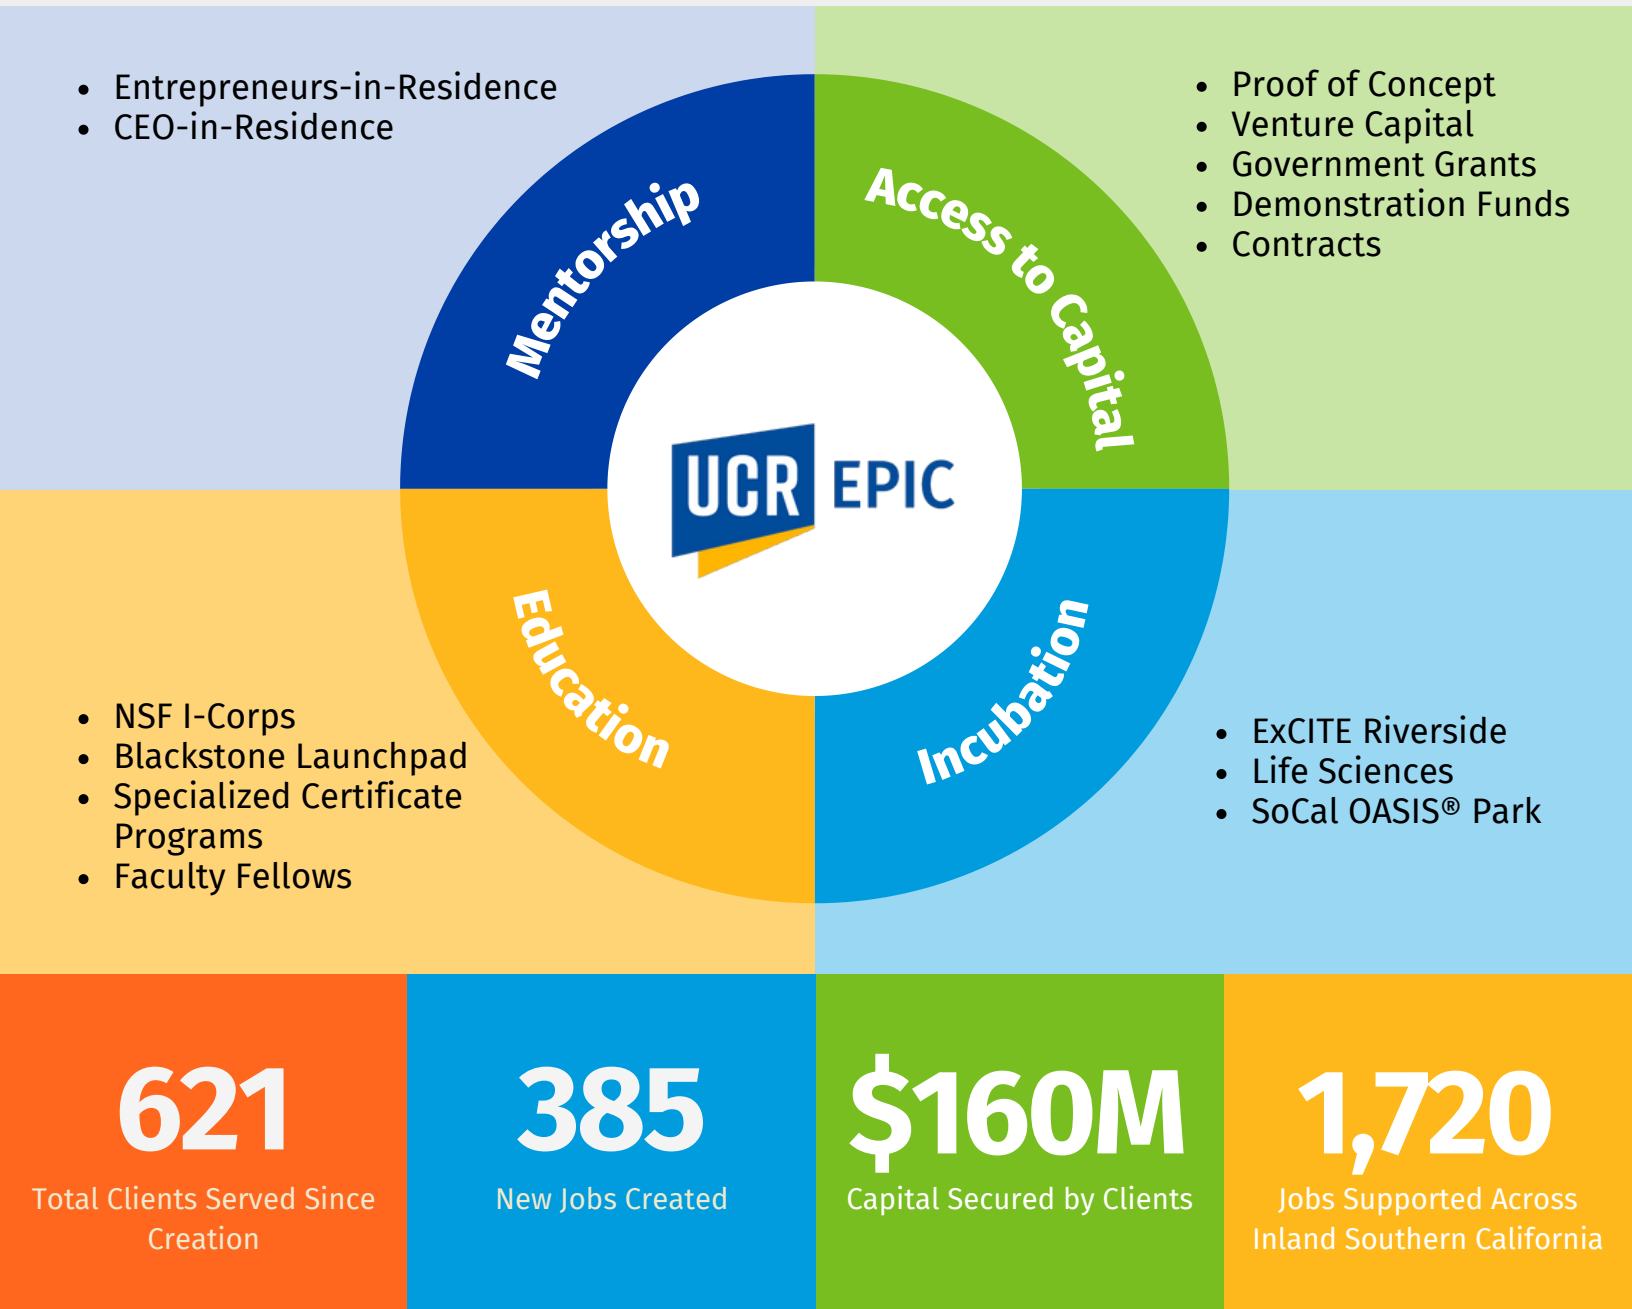 • Entrepreneurs-in-Residence
• CEO-in-Residence
Mentorship
Access to Capital
• Proof of Concept
• Venture Capital
• Government Grants
• Demonstration Funds
• Contracts
UCR EPIC
Education
• NSF I-Corps
• Blackstone Launchpad
• Specialized Certificate
Programs
• Faculty Fellows
Incubation
• ExCITE Riverside
• Life Sciences
• SoCal OASIS® Park
621
Total Clients Served Since
Creation
385
New Jobs Created
$160M
Capital Secured by Clients
1,720
Jobs Supported Across
Inland Southern California